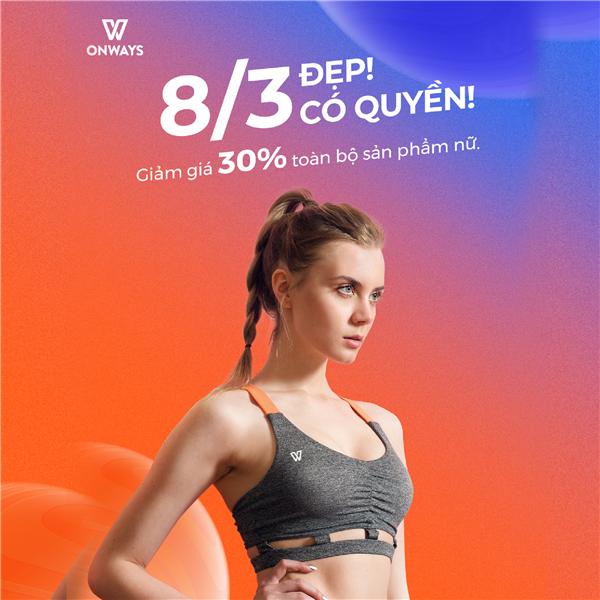 ONWAYS
8/3 ĐẸP!
CÓ QUYỀN!
Giảm giá 30% toàn bộ sản phẩm nữ.